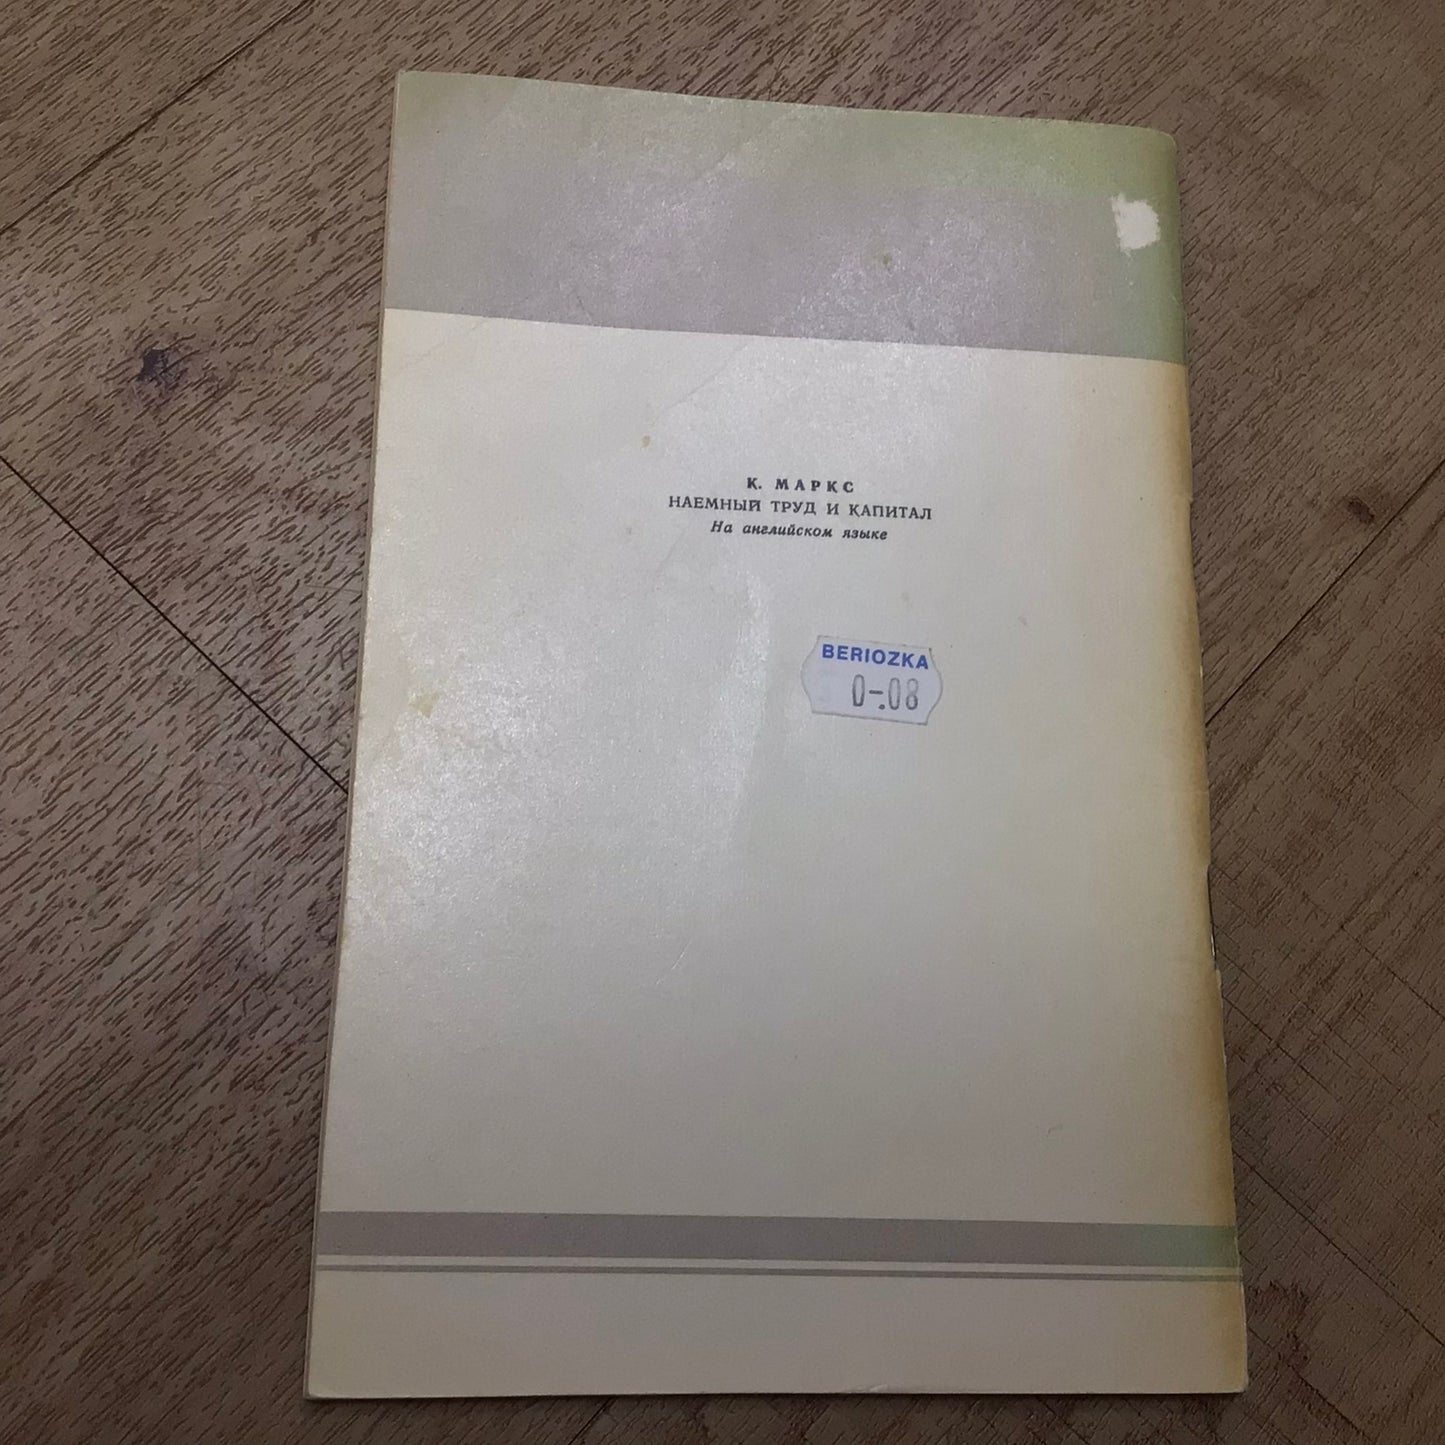 К. МАРКС
НАЕМНЫЙ ТРУД И КАПИТАЛ
На английском языке
BERIOZKA
0-.08